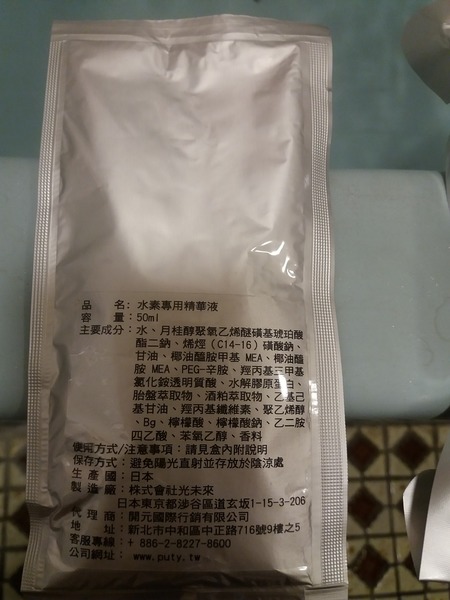 品　　名: 水素專用精華液
容　　量：50ml
主要成分：水、月桂醇聚氧乙烯醚磺基琥珀酸
酯二鈉、烯烴（C14-16）磺酸鈉、
甘油、椰油醯胺甲基 MEA、椰油醯
胺 MEA、PEG-辛胺、羥丙基三甲基
氯化銨透明質酸、水解膠原蛋白、
胎盤萃取物、酒粕萃取物、乙基己
基甘油、羥丙基纖維素、聚乙烯醇
、Bg、檸檬酸、檸檬酸鈉、乙二胺
四乙酸、苯氧乙醇、香料
使用方式/注意事項：請見盒內附說明
保存方式：避免陽光直射並存放於陰涼處
生 產 國：日本
製 造 廠：株式會社光未來
日本東京都涉谷區道玄坂1-15-3-206
代 理 商：開元國際行銷有限公司
地　　址：新北市中和區中正路716號9樓之5
客服專線：+ 886-2-8227-8600
公司網址： www.puty.tw